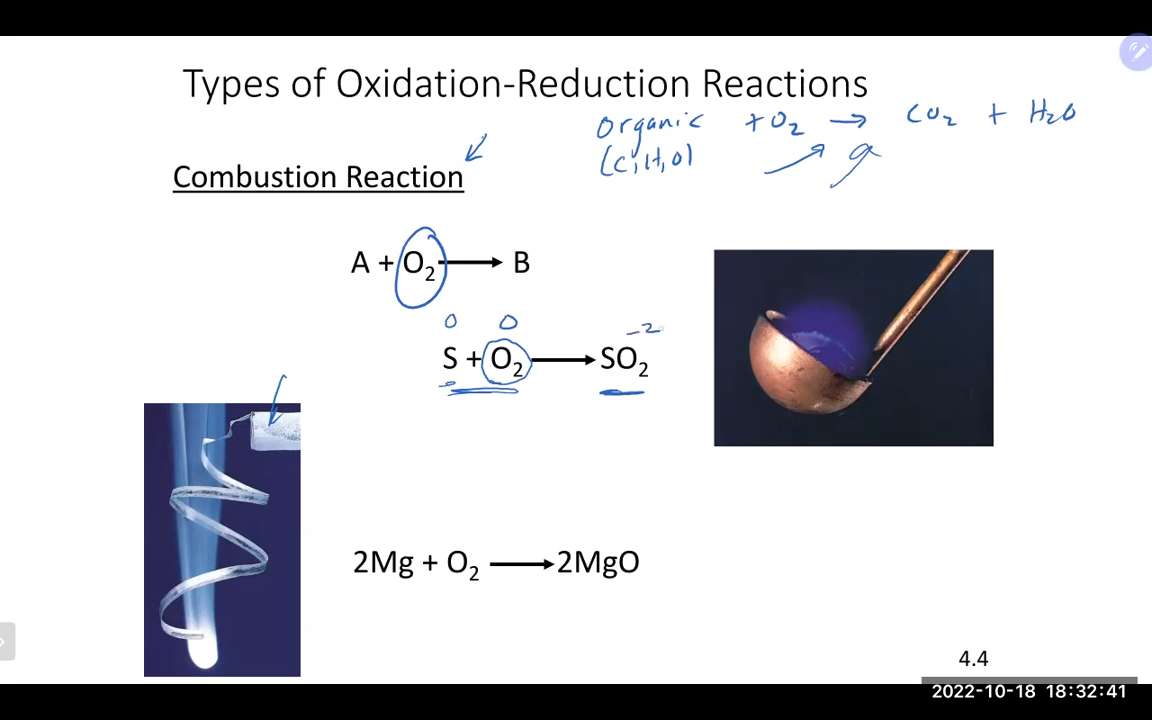 Types of Oxidation-Reduction Reactions
organic + O2 → CO2 + H2O
(C, H, O)
Combustion Reaction
A + O2 → B
0 0 -2
S + O2 → SO2
2Mg + O2 → 2MgO
4.4
2022-10-18 18:32:41